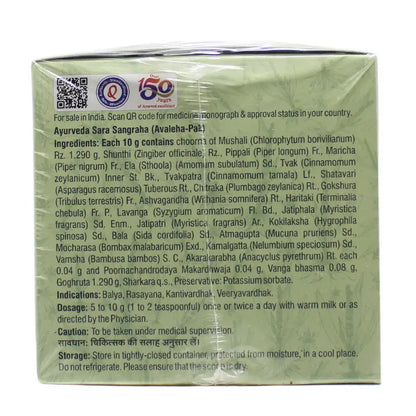 150
Years
For sale in India. Scan QR code for medicine monograph & approval status in your country.
Ayurveda Sara Sangraha (Avaleha-Pak)
Ingredients: Each 10 g contains choorna of Mushali (Chlorophytum borivilianum)
Rz. 1.290 g, Shunthi (Zingiber officinale) Rz., Pippali (Piper longum) Fr., Maricha
(Piper nigrum) Fr., Ela (Sthoola) (Amomum subulatum) Sd., Tvak (Cinnamomum
zeylanicum) Inner St. Bk., Tvakpatra (Cinnamomum tamala) Lf., Shatavari
(Asparagus racemosus) Tuberous Rt., Chitraka (Plumbago zeylanica) Rt., Gokshura
(Tribulus terrestris) Fr., Ashvagandha (Withania somnifera) Rt., Haritaki (Terminalia
chebula) Fr. P., Lavanga (Syzygium aromaticum) Fl. Bd., Jatiphala (Myristica
fragrans) Sd. Enm., Jatipatri (Myristica fragrans) Ar., Kokilaksha (Hygrophila
spinosa) Sd., Bala (Sida cordifolia) Sd., Atmagupta (Mucuna pruriens) Sd.,
Mocharasa (Bombax malabaricum) Exd., Kamalgatta (Nelumbium speciosum) Sd.,
Vamsha (Bambusa bambos) S. C., Akarakarabha (Anacyclus pyrethrum) Rt. each
0.04 g and Poornachandrodaya Makardhwaja 0.04 g, Vanga bhasma 0.08 g,
Goghruta 1.290 g, Sharkara q.s., Preservative: Potassium sorbate.
Indications: Balya, Rasayana, Kantivardhak, Veeryavardhak.
Dosage: 5 to 10 g (1 to 2 teaspoonful) once or twice a day with warm milk or as
directed by the Physician.
Caution: To be taken under medical supervision.
सावधान: चिकित्सक की सलाह अनुसार लें.
Storage: Store in tightly-closed container, protected from moisture, in a cool place.
Do not refrigerate. Please ensure that the scoop is dry.